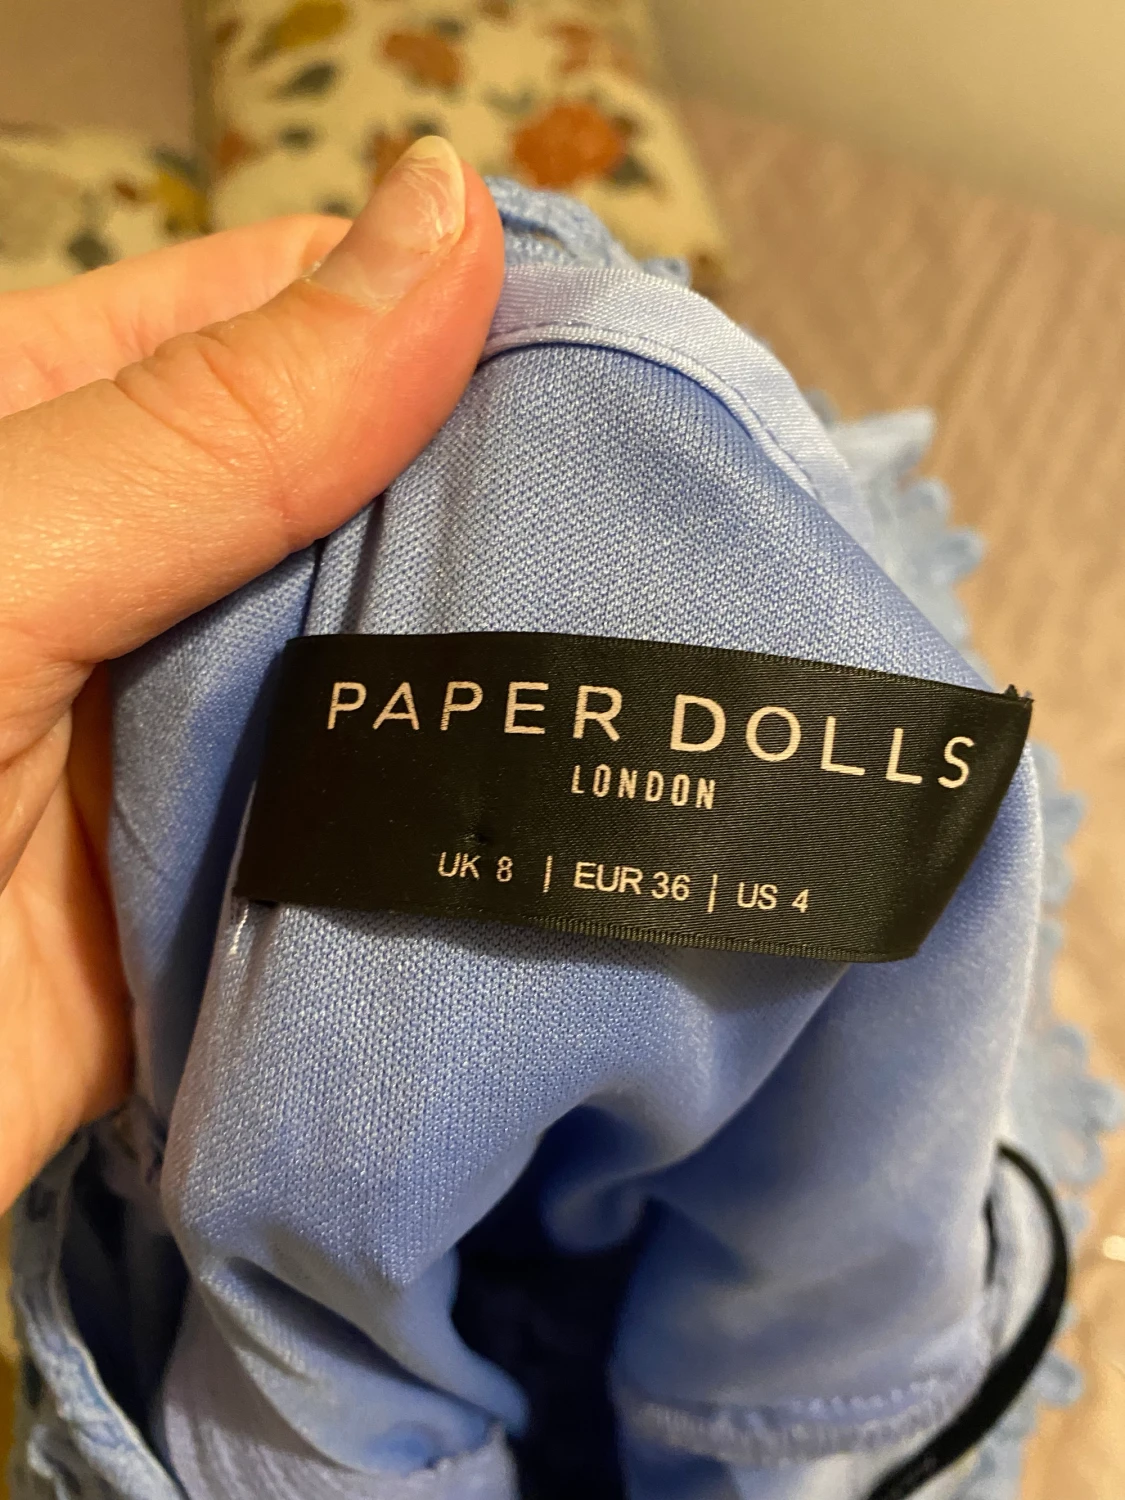 PAPER DOLLS
LONDON
UK 8 | EUR 36 | US 4